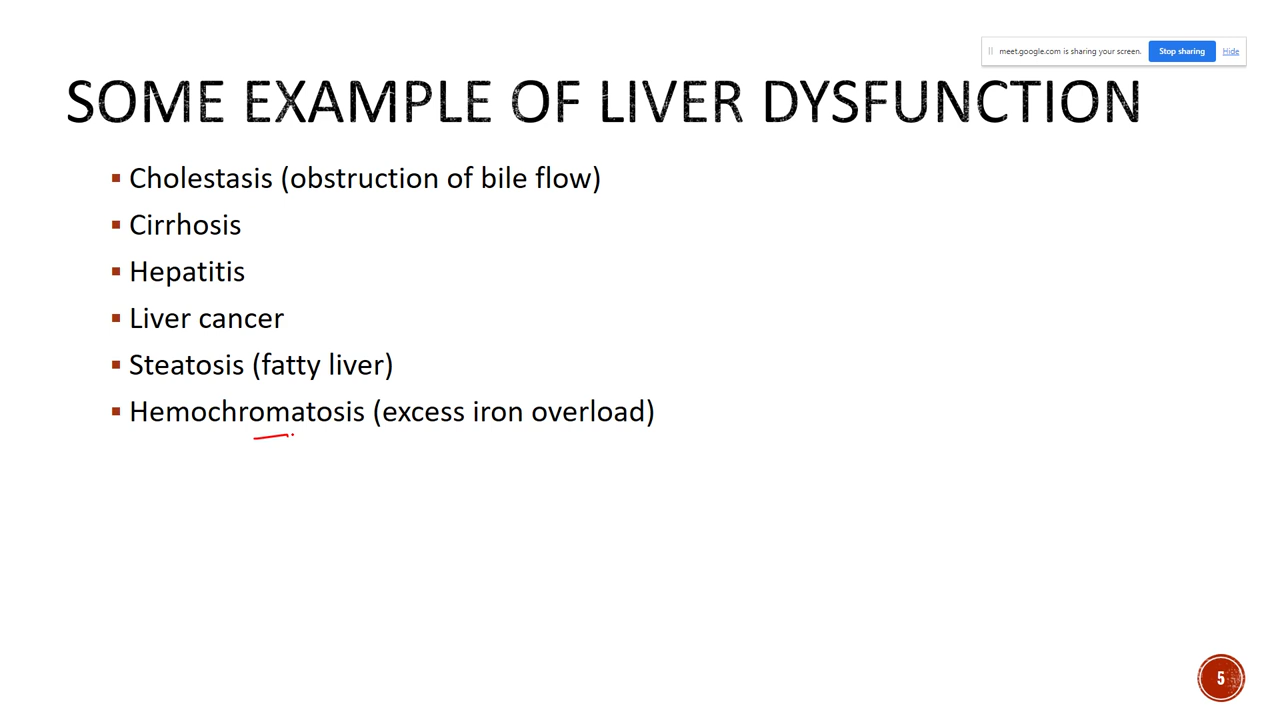 meet.google.com is sharing your screen. Stop sharing Hide
SOME EXAMPLE OF LIVER DYSFUNCTION
▪ Cholestasis (obstruction of bile flow)
▪ Cirrhosis
▪ Hepatitis
▪ Liver cancer
▪ Steatosis (fatty liver)
▪ Hemochromatosis (excess iron overload)
5